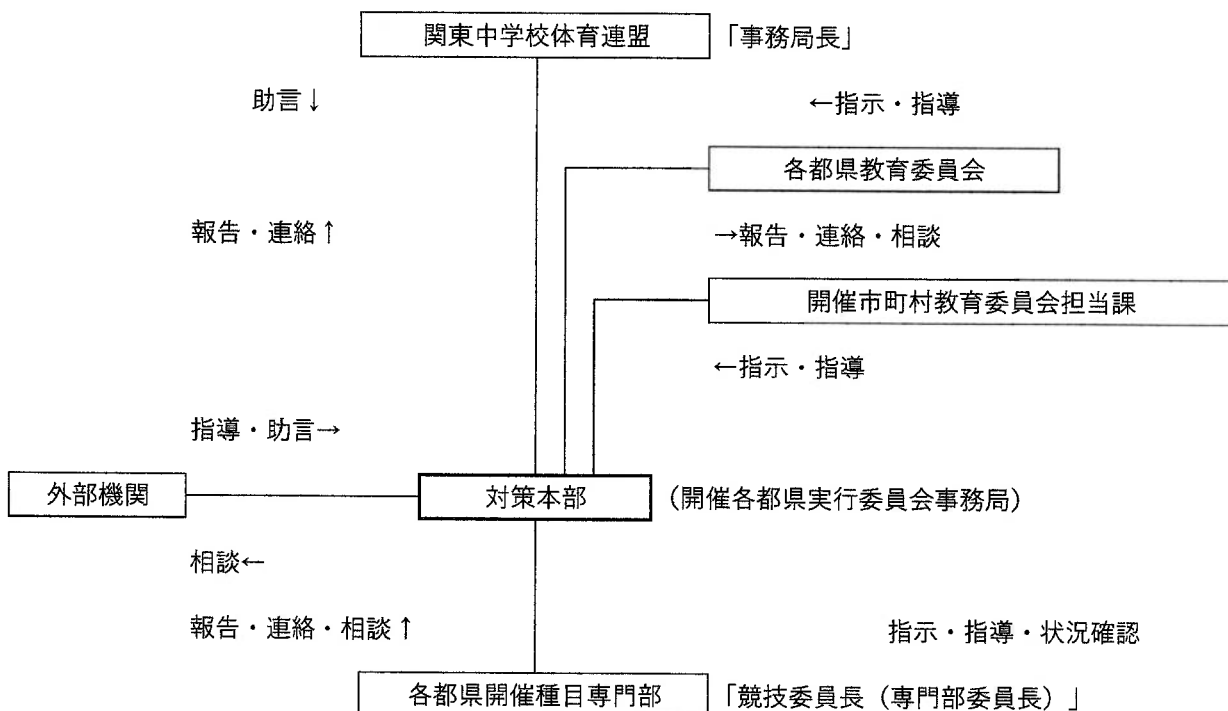 関東中学校体育連盟 「事務局長」
助言↓ ←指示・指導
各都県教育委員会
報告・連絡↑ →報告・連絡・相談
開催市町村教育委員会担当課
←指示・指導
指導・助言→
外部機関 対策本部 (開催各都県実行委員会事務局)
相談←
報告・連絡・相談↑ 指示・指導・状況確認
各都県開催種目専門部 「競技委員長(専門部委員長)」